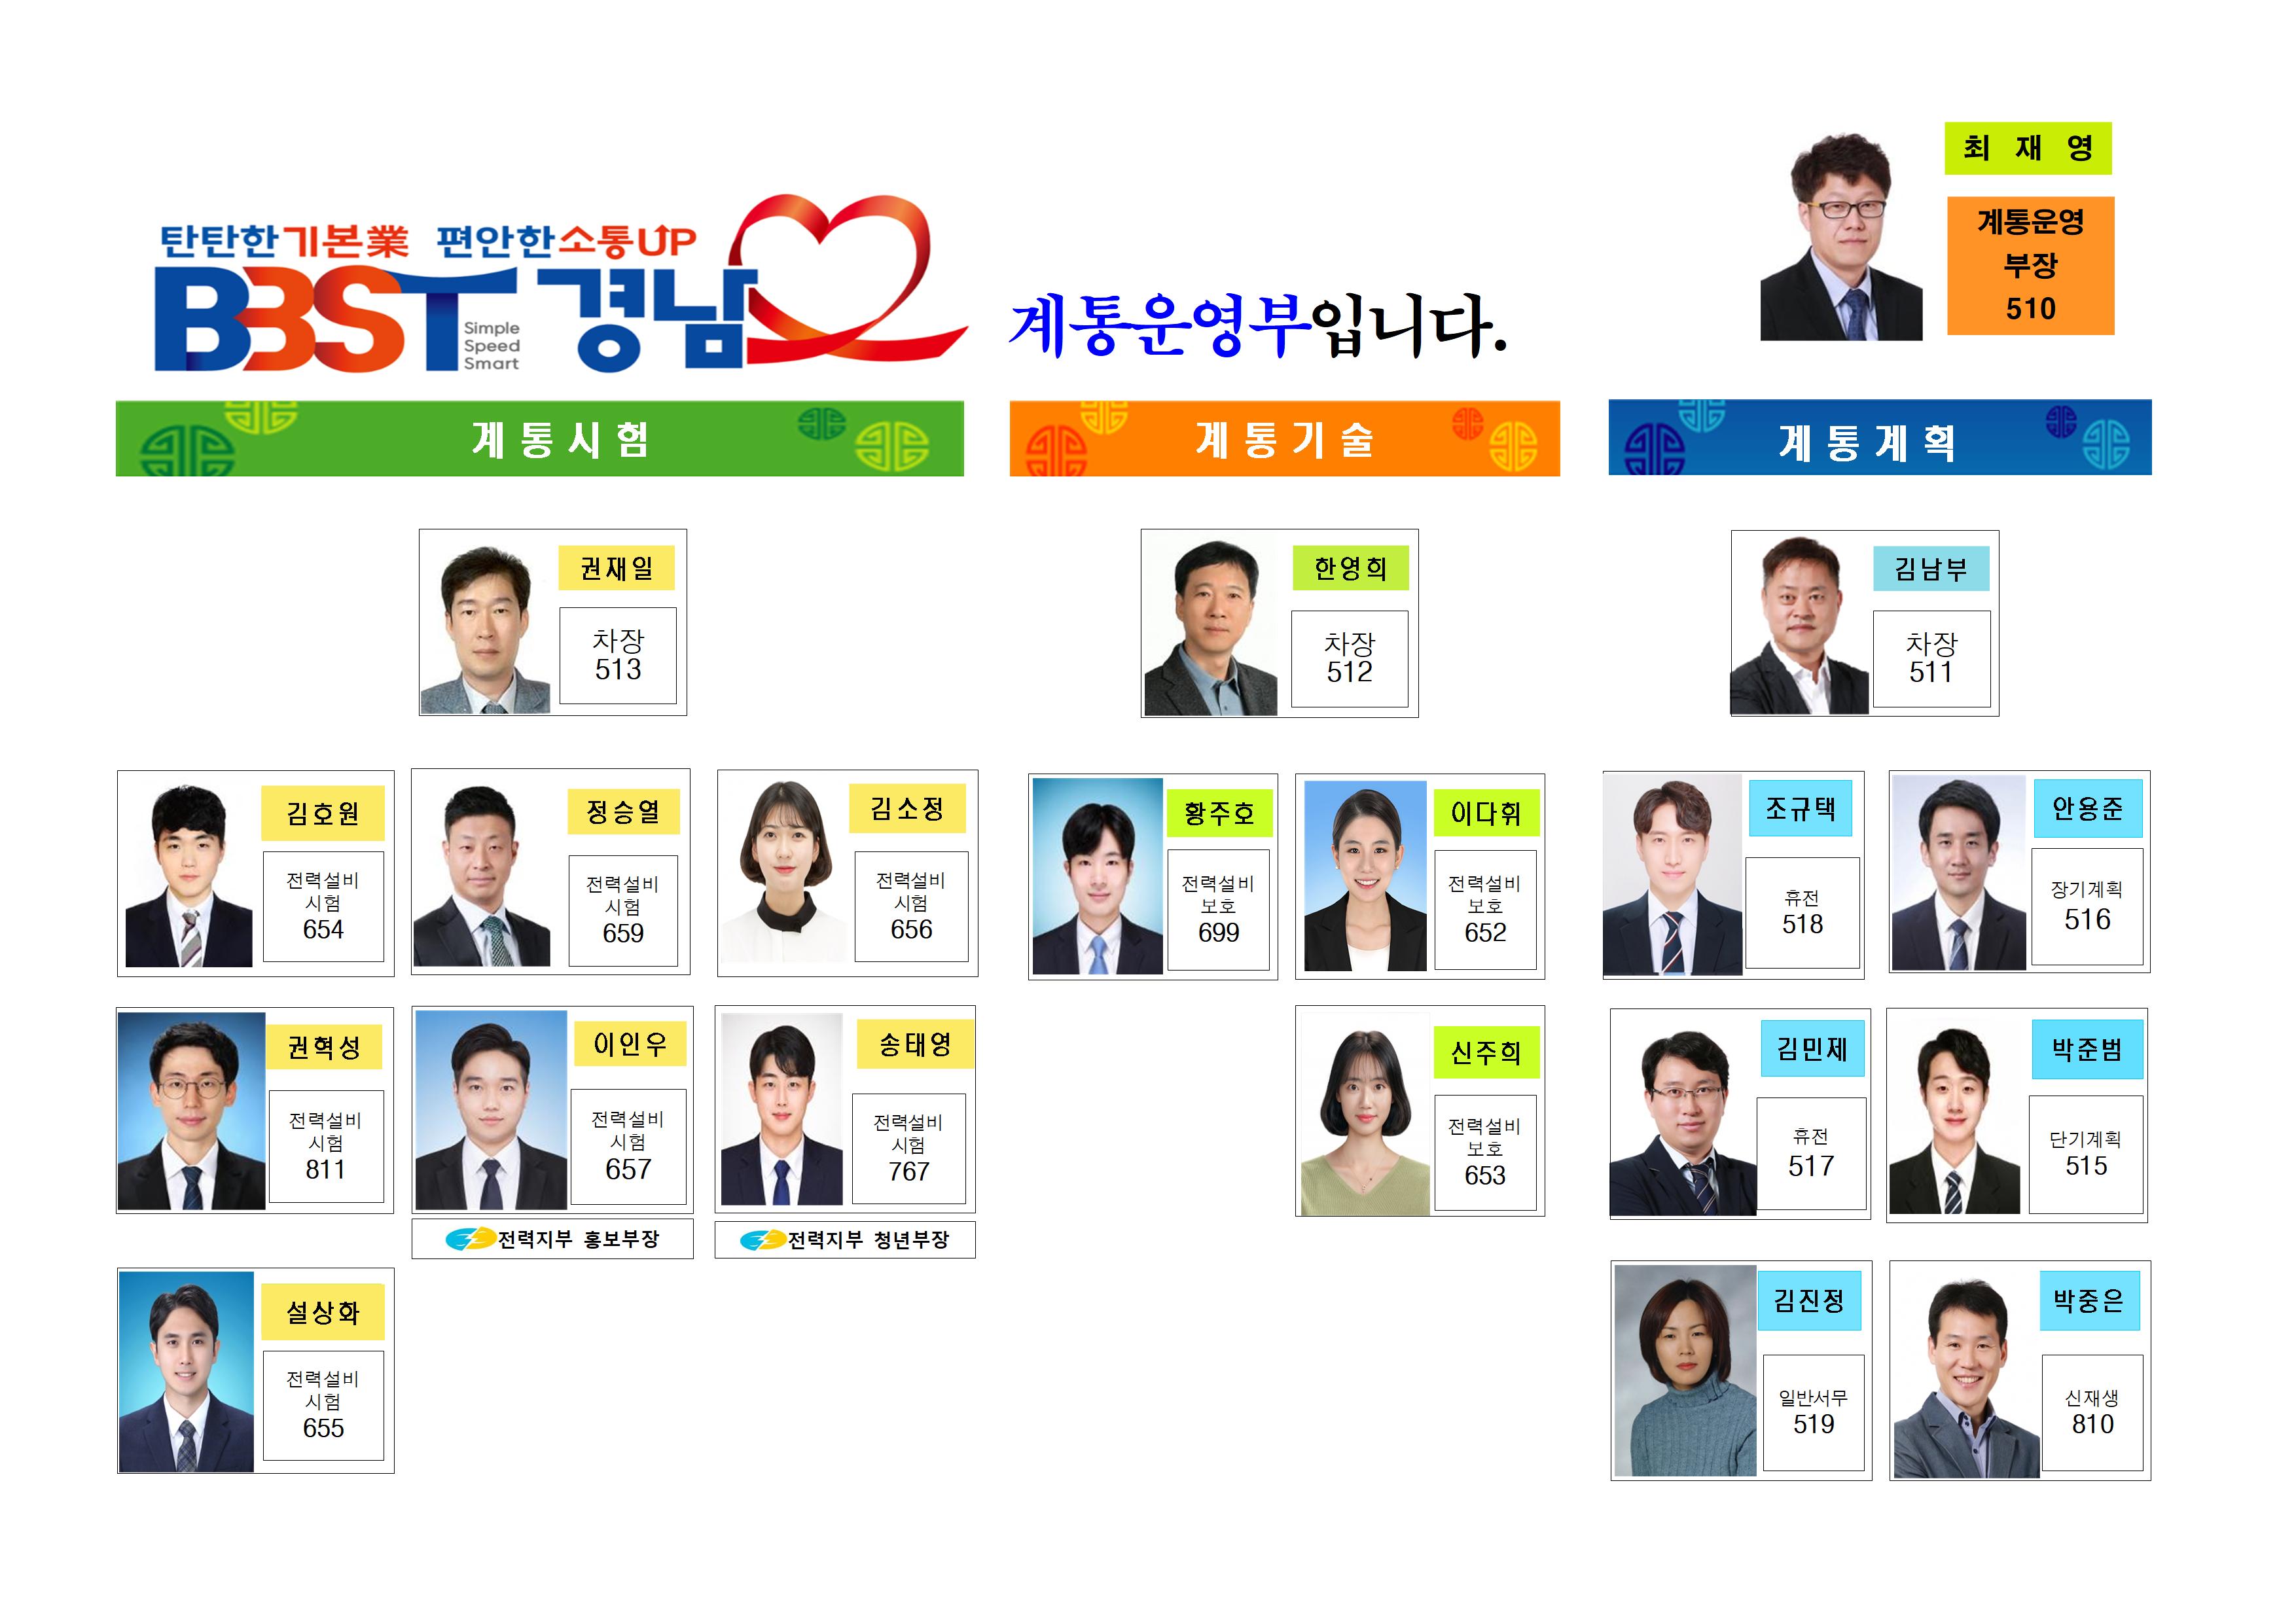 최 재 영
계통운영
부장
510
탄탄한기본業 편안한소통UP
BBST 경남
Simple
Speed
Smart
계통운영부입니다.
계통시험
계통기술
계통계획
권재일
차장
513
한영희
차장
512
김남부
차장
511
김호원
전력설비
시험
654
정승열
전력설비
시험
659
김소정
전력설비
시험
656
황주호
전력설비
보호
699
이다휘
전력설비
보호
652
조규택
휴전
518
안용준
장기계획
516
권혁성
전력설비
시험
811
이인우
전력설비
시험
657
전력지부 홍보부장
송태영
전력설비
시험
767
전력지부 청년부장
신주희
전력설비
보호
653
김민제
휴전
517
박준범
단기계획
515
설상화
전력설비
시험
655
김진정
일반서무
519
박중은
신재생
810